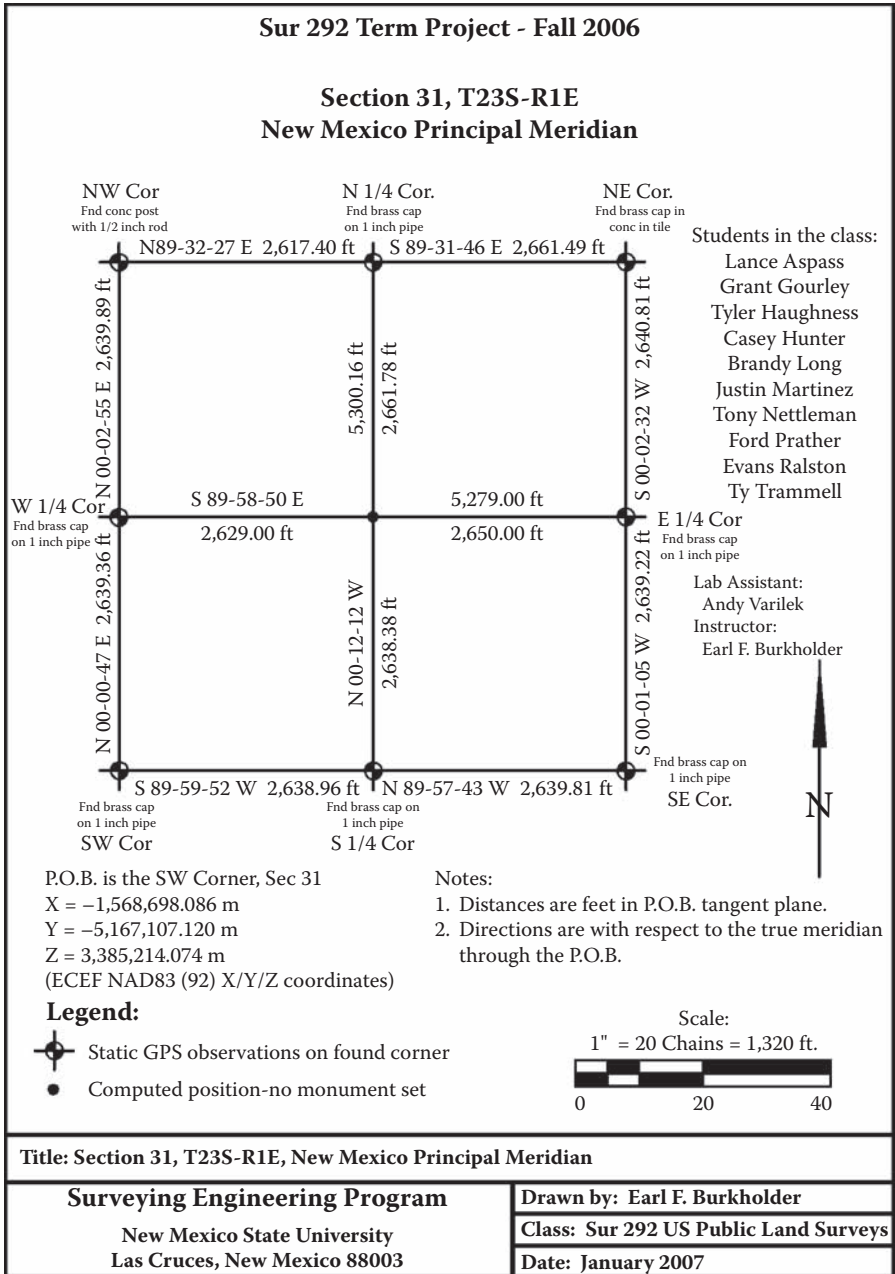 Sur 292 Term Project - Fall 2006
Section 31, T23S-R1E
New Mexico Principal Meridian
NW Cor
Fnd conc post
with 1/2 inch rod
N 1/4 Cor.
Fnd brass cap
on 1 inch pipe
NE Cor.
Fnd brass cap in
conc in tile
N89-32-27 E 2,617.40 ft
S 89-31-46 E 2,661.49 ft
N 00-02-55 E 2,639.89 ft
5,300.16 ft
2,661.78 ft
S 00-02-32 W 2,640.81 ft
Students in the class:
Lance Aspass
Grant Gourley
Tyler Haughness
Casey Hunter
Brandy Long
Justin Martinez
Tony Nettleman
Ford Prather
Evans Ralston
Ty Trammell
W 1/4 Cor
Fnd brass cap
on 1 inch pipe
S 89-58-50 E
5,279.00 ft
2,629.00 ft
2,650.00 ft
E 1/4 Cor
Fnd brass cap
on 1 inch pipe
Lab Assistant:
Andy Varilek
Instructor:
Earl F. Burkholder
N 00-00-47 E 2,639.36 ft
N 00-12-12 W
2,638.38 ft
S 00-01-05 W 2,639.22 ft
S 89-59-52 W 2,638.96 ft
N 89-57-43 W 2,639.81 ft
Fnd brass cap
on 1 inch pipe
SW Cor
Fnd brass cap on
1 inch pipe
S 1/4 Cor
Fnd brass cap on
1 inch pipe
SE Cor.
N
P.O.B. is the SW Corner, Sec 31
X = −1,568,698.086 m
Y = −5,167,107.120 m
Z = 3,385,214.074 m
(ECEF NAD83 (92) X/Y/Z coordinates)
Notes:
1. Distances are feet in P.O.B. tangent plane.
2. Directions are with respect to the true meridian
through the P.O.B.
Legend:
Static GPS observations on found corner
Computed position-no monument set
Scale:
1" = 20 Chains = 1,320 ft.
0 20 40
Title: Section 31, T23S-R1E, New Mexico Principal Meridian
Surveying Engineering Program
New Mexico State University
Las Cruces, New Mexico 88003
Drawn by: Earl F. Burkholder
Class: Sur 292 US Public Land Surveys
Date: January 2007